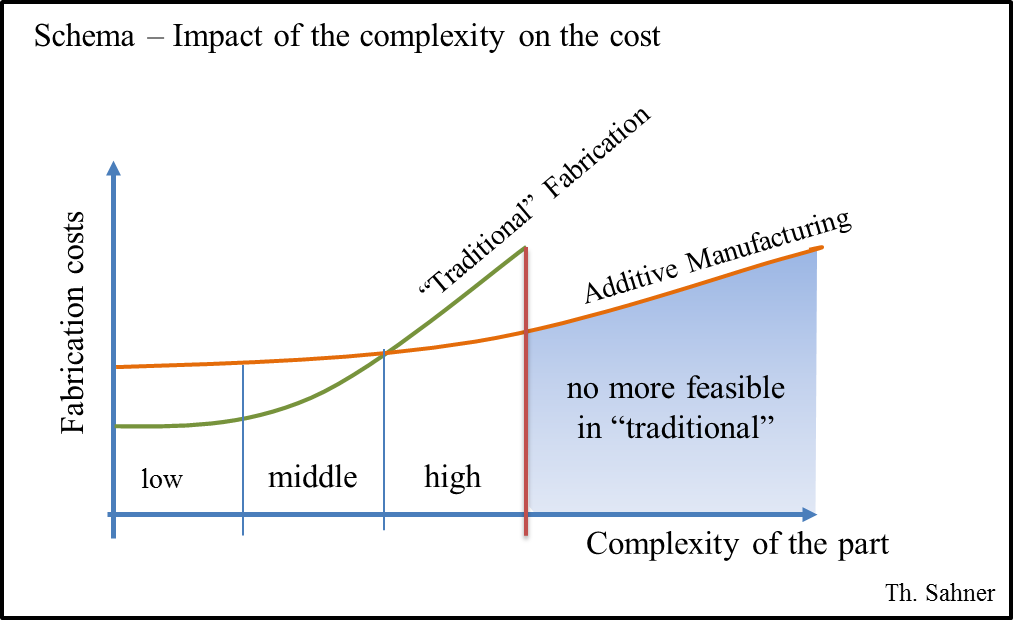 Schema – Impact of the complexity on the cost
“Traditional” Fabrication
Additive Manufacturing
Fabrication costs
no more feasible
in “traditional”
low
middle
high
Complexity of the part
Th. Sahner